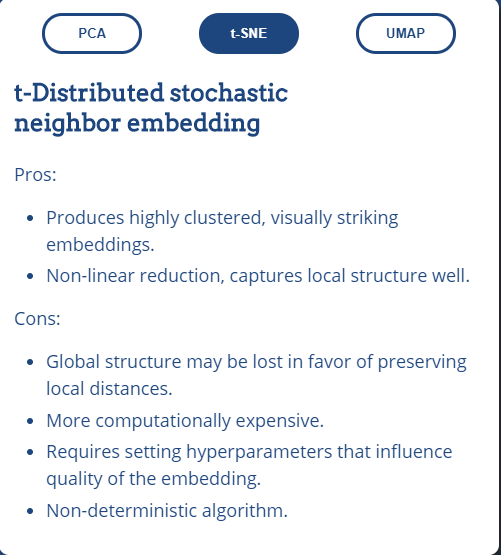 PCA
t-SNE
UMAP
t-Distributed stochastic
neighbor embedding
Pros:
• Produces highly clustered, visually striking
embeddings.
• Non-linear reduction, captures local structure well.
Cons:
• Global structure may be lost in favor of preserving
local distances.
• More computationally expensive.
• Requires setting hyperparameters that influence
quality of the embedding.
• Non-deterministic algorithm.